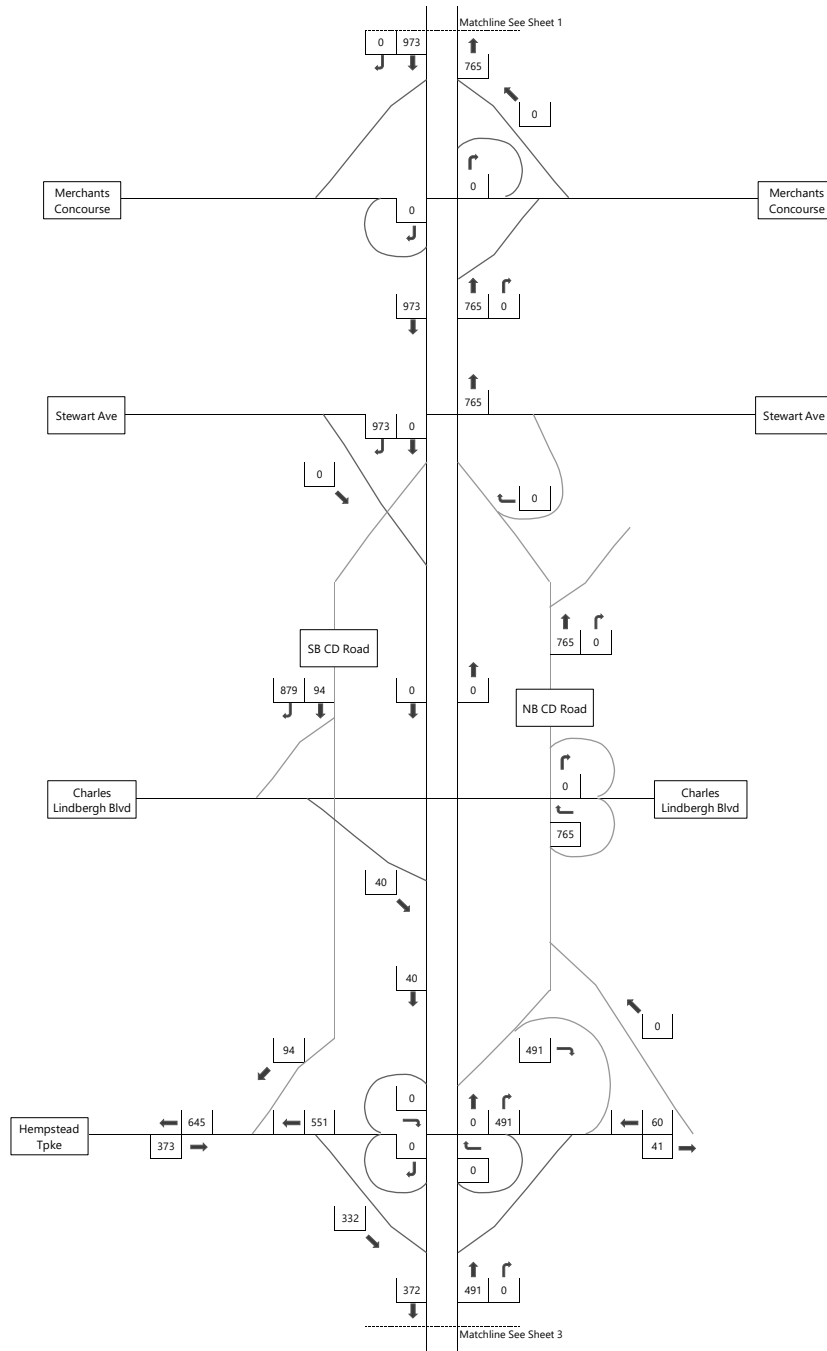 Matchline See Sheet 1
0 973
765
0
Merchants
Concourse
0
Merchants
Concourse
0
973
765 0
765
Stewart Ave
973 0
Stewart Ave
0
0
765 0
SB CD Road
879 94
0
0
NB CD Road
Charles
Lindbergh Blvd
0
Charles
Lindbergh Blvd
765
40
40
0
94
491
0
645
551
0 491
60
Hempstead
Tpke
373
0
41
0
332
372
491 0
Matchline See Sheet 3